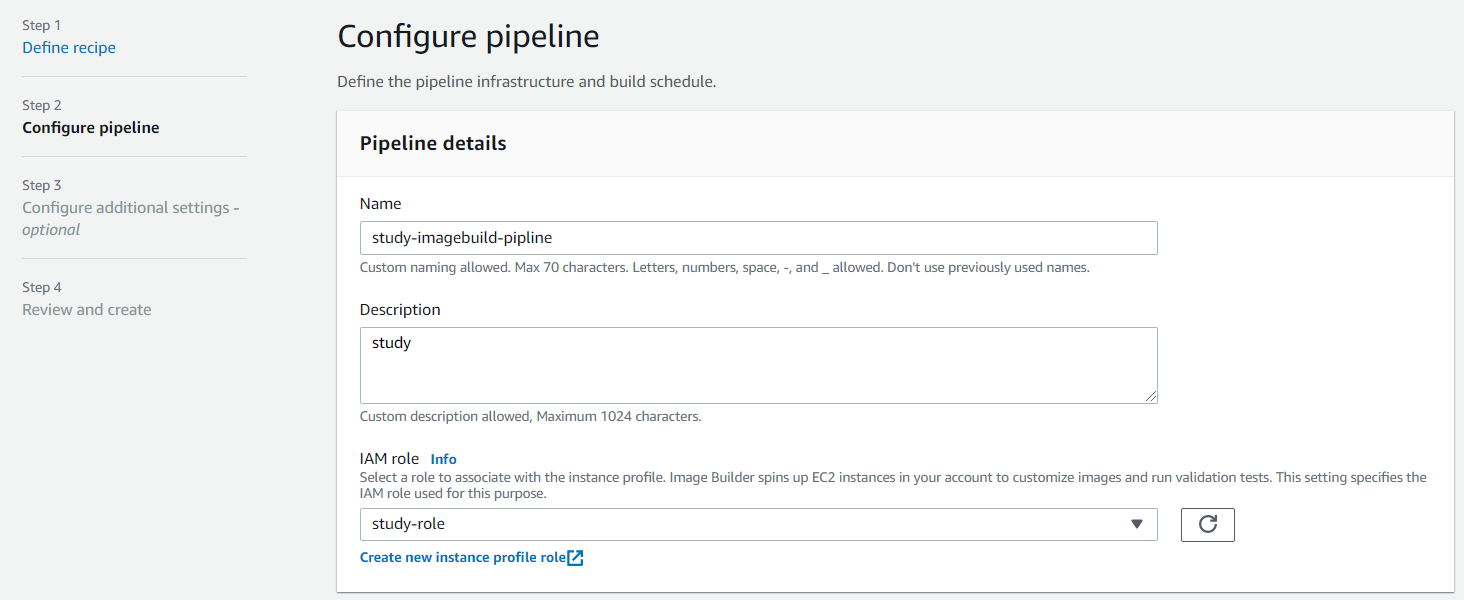 Step 1
Define recipe
Step 2
Configure pipeline
Step 3
Configure additional settings -
optional
Step 4
Review and create
Configure pipeline
Define the pipeline infrastructure and build schedule.
Pipeline details
Name
study-imagebuild-pipline
Custom naming allowed. Max 70 characters. Letters, numbers, space, -, and _ allowed. Don't use previously used names.
Description
study
Custom description allowed, Maximum 1024 characters.
IAM role Info
Select a role to associate with the instance profile. Image Builder spins up EC2 instances in your account to customize images and run validation tests. This setting specifies the
IAM role used for this purpose.
study-role
Create new instance profile role